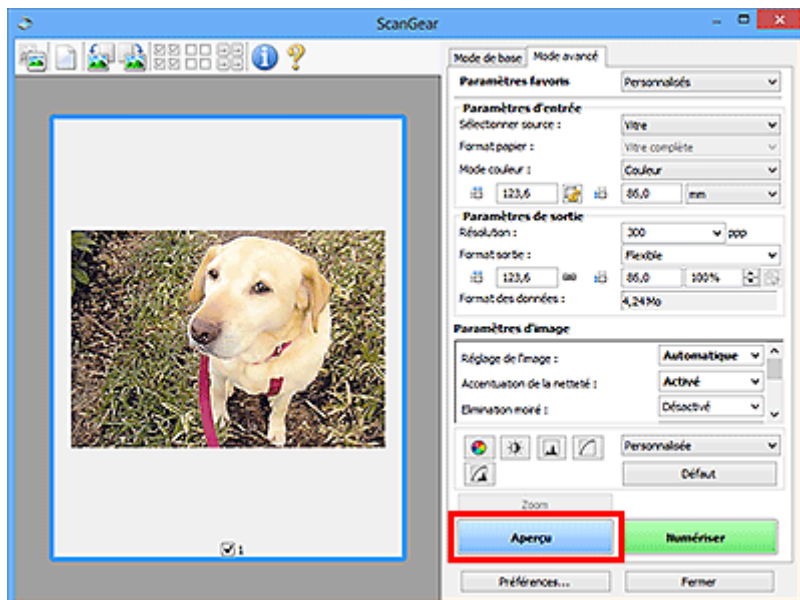 ScanGear
Mode de base Mode avancé
Paramètres favoris Personnalisés
Paramètres d'entrée
Sélectionner source : Vitre
Format papier : Vitre complète
Mode couleur : Couleur
123,6 86,0 mm
Paramètres de sortie
Résolution : 300 ppp
Format sortie : Flexible
123,6 86,0 100%
Format des données : 4,24 Mo
Paramètres d'image
Réglage de l'image : Automatique
Accentuation de la netteté : Activé
Elimination moiré : Désactivé
Personnalisée
Défaut
Zoom
Aperçu Numériser
1
Préférences... Fermer